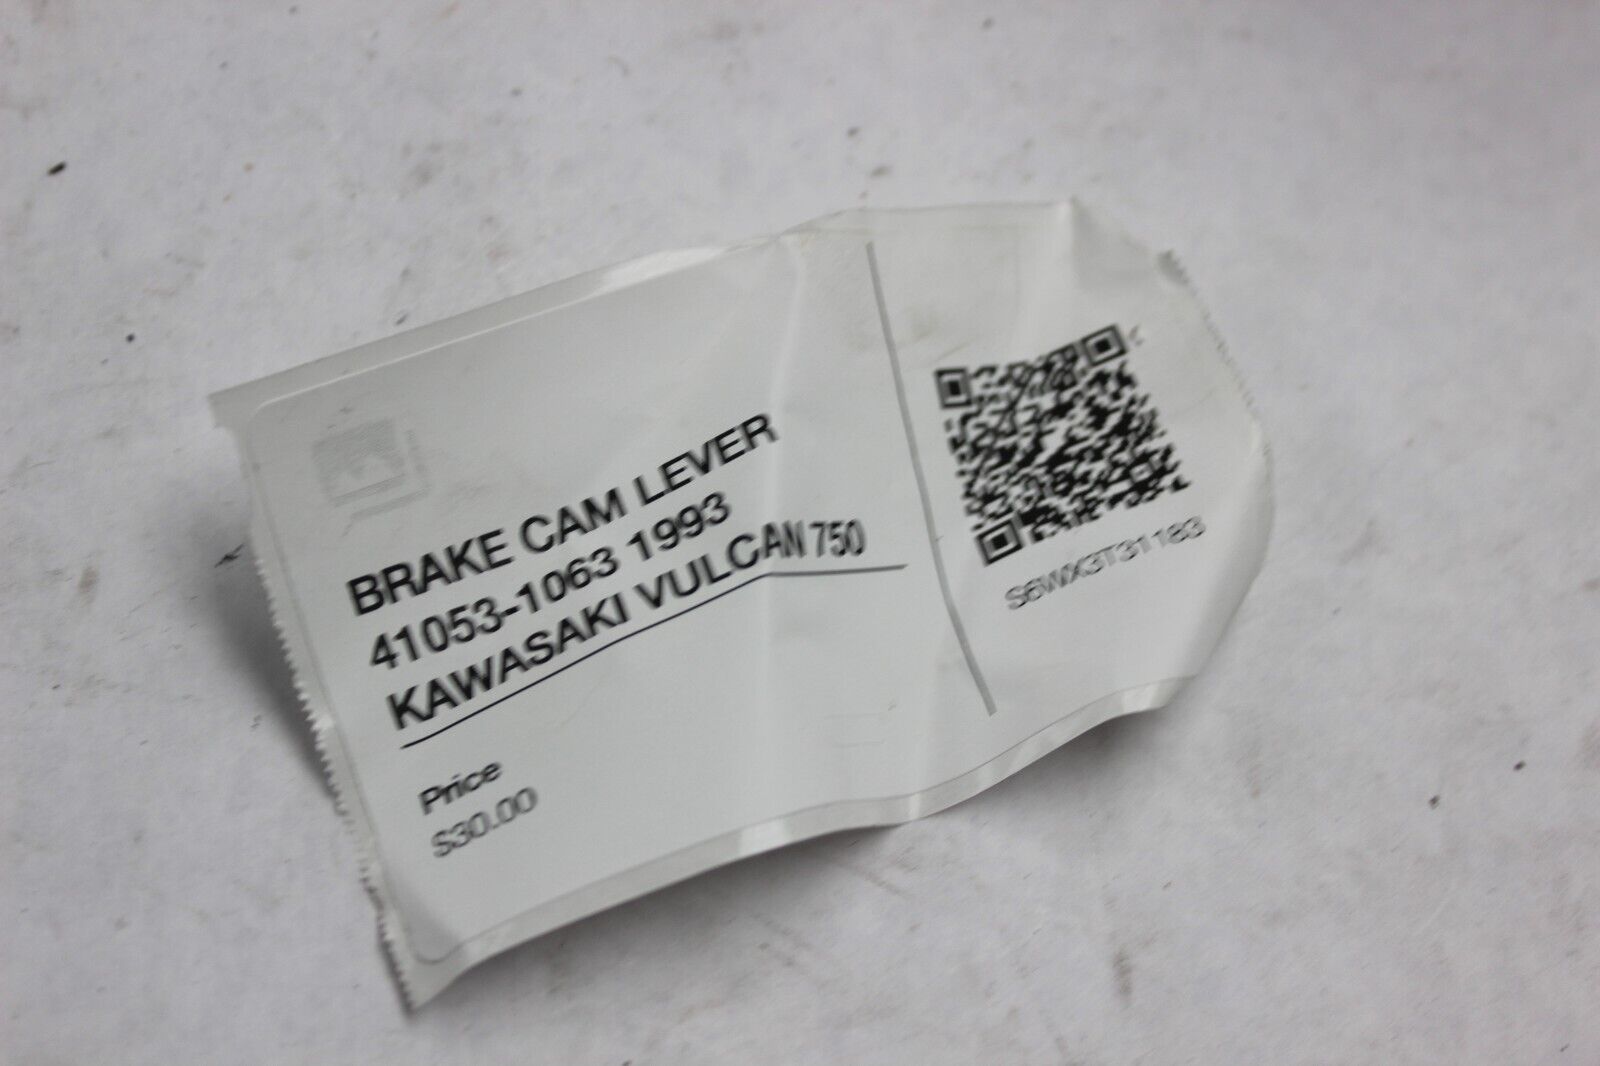 BRAKE CAM LEVER
41053-1063 1993
KAWASAKI VULCAN 750
Price
$30.00
S6WX3T31183